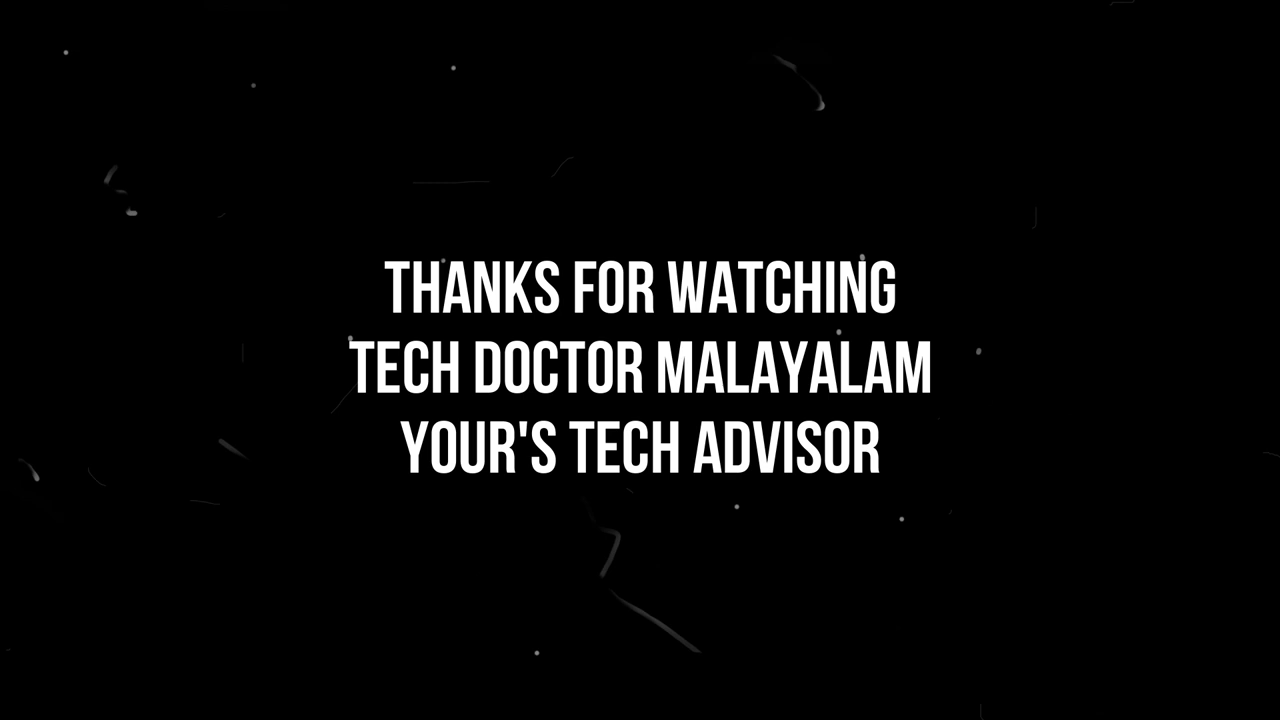 THANKS FOR WATCHING
TECH DOCTOR MALAYALAM
YOUR'S TECH ADVISOR